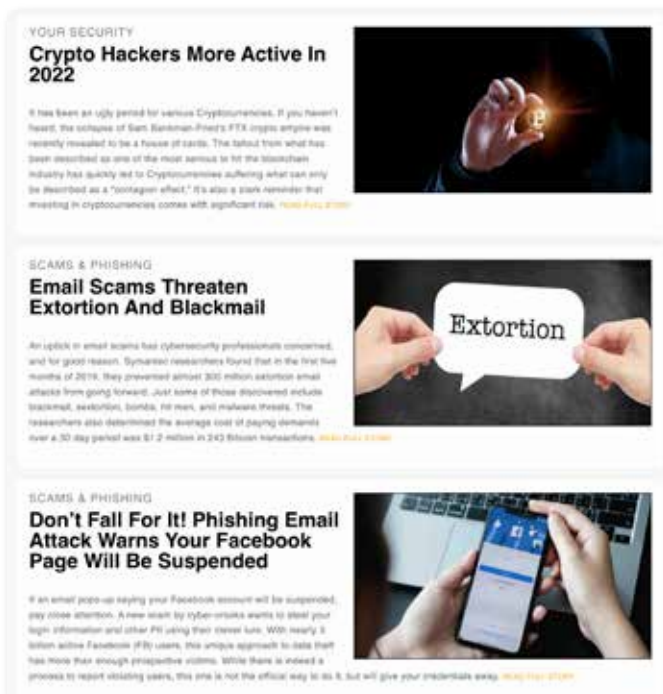 YOUR SECURITY
Crypto Hackers More Active In
2022
It has been an ugly period for various Cryptocurrencies. If you haven't
heard, the collapse of Sam Bankman-Fried's FTX crypto empire was
recently revealed to be a house of cards. The fallout from what has
been described as one of the most serious to hit the blockchain
industry has quickly led to Cryptocurrencies suffering what can only
be described as a "contagion effect." It's also a stark reminder that
investing in cryptocurrencies comes with significant risk. READ FULL STORY
SCAMS & PHISHING
Email Scams Threaten
Extortion And Blackmail
Extortion
An uptick in email scams has cybersecurity professionals concerned,
and for good reason. Symantec researchers found that in the first five
months of 2019, they prevented almost 300 million extortion email
attacks from going forward. Just some of those discovered include
blackmail, sextortion, bombs, hit men, and malware threats. The
researchers also determined the average cost of paying demands
over a 30 day period was $1.2 million in 243 Bitcoin transactions. READ FULL STORY
SCAMS & PHISHING
Don't Fall For It! Phishing Email
Attack Warns Your Facebook
Page Will Be Suspended
If an email pops-up saying your Facebook account will be suspended,
pay close attention. A new scam by cyber-crooks wants to steal your
login information and other PII using their clever lure. With nearly 3
billion active Facebook (FB) users, this unique approach to data theft
has more than enough prospective victims. While there is indeed a
process to report violating users, this one is not the official way to do it, but will give your credentials away. READ FULL STORY